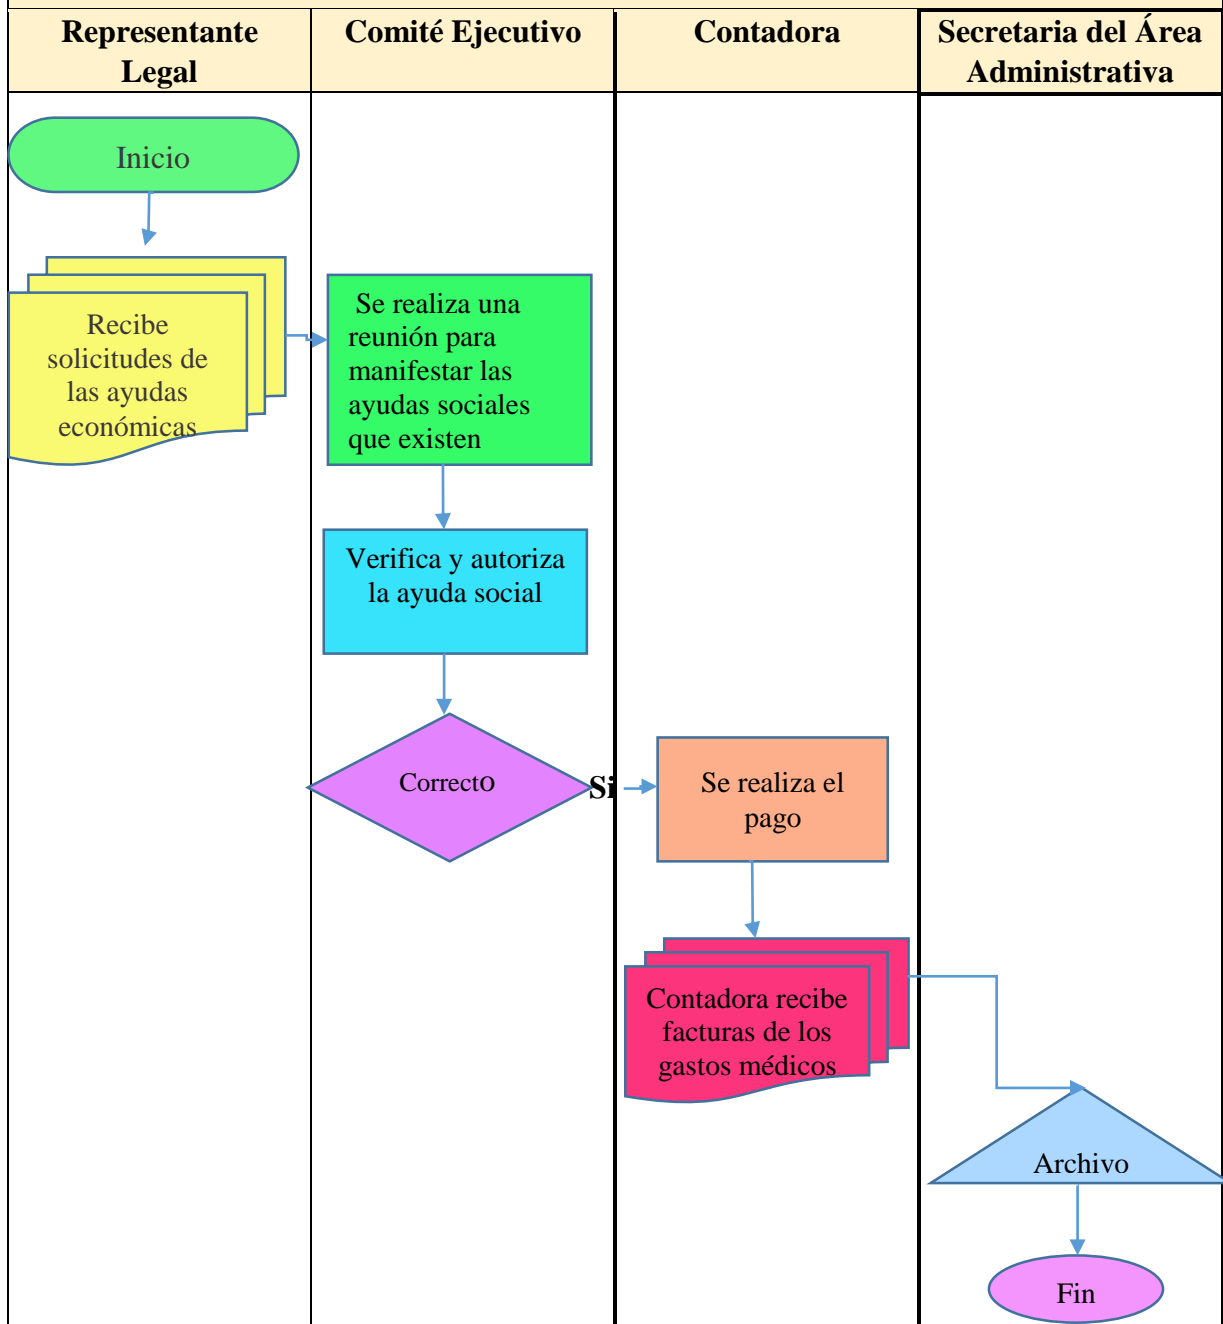 Representante
Legal
Comité Ejecutivo
Contadora
Secretaria del Área
Administrativa
Inicio
Recibe
solicitudes de
las ayudas
económicas
Se realiza una
reunión para
manifestar las
ayudas sociales
que existen
Verifica y autoriza
la ayuda social
Correcto
Si
Se realiza el
pago
Contadora recibe
facturas de los
gastos médicos
Archivo
Fin